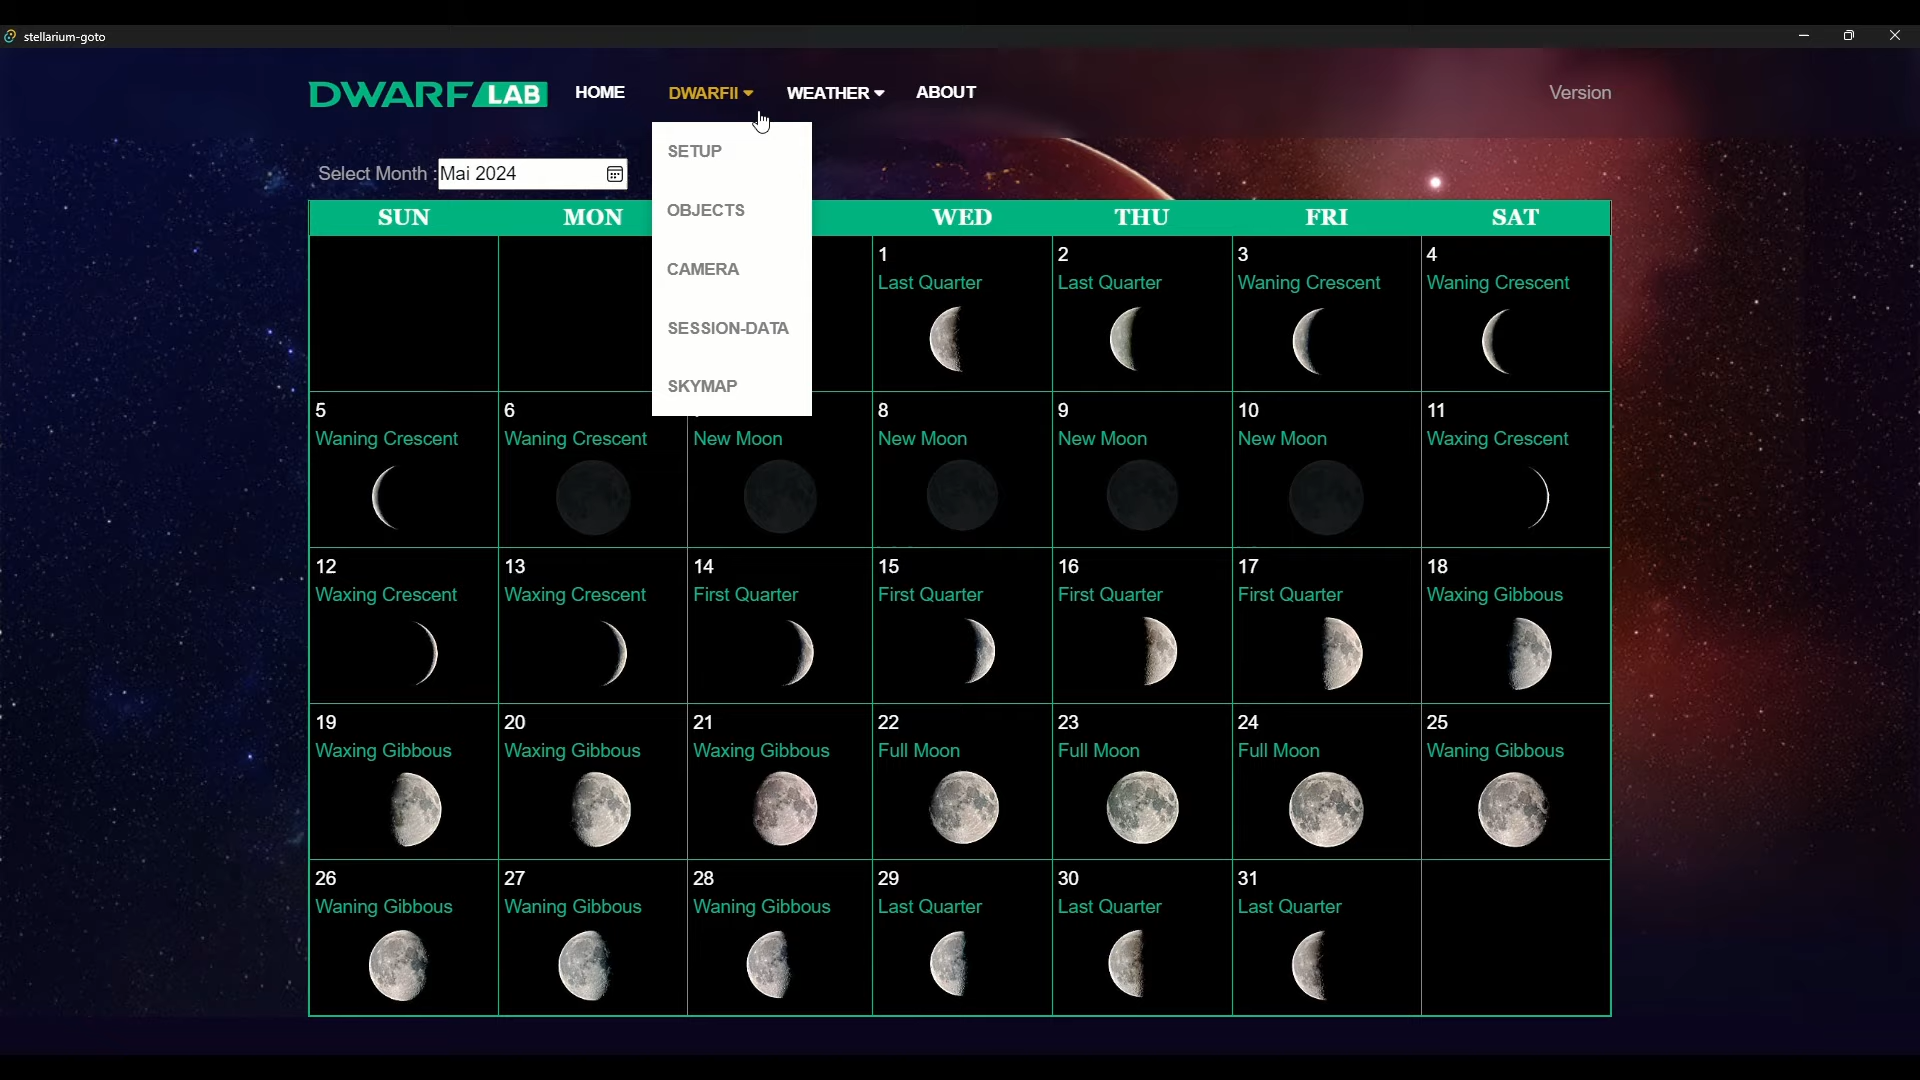 stellarium-goto
DWARFLAB HOME DWARFII WEATHER ABOUT Version
Select Month : Mai 2024
SETUP
OBJECTS
CAMERA
SESSION-DATA
SKYMAP
SUN MON WED THU FRI SAT
1 2 3 4
Last Quarter Last Quarter Waning Crescent Waning Crescent
5 6 8 9 10 11
Waning Crescent Waning Crescent New Moon New Moon New Moon New Moon Waxing Crescent
12 13 14 15 16 17 18
Waxing Crescent Waxing Crescent First Quarter First Quarter First Quarter First Quarter Waxing Gibbous
19 20 21 22 23 24 25
Waxing Gibbous Waxing Gibbous Waxing Gibbous Full Moon Full Moon Full Moon Waning Gibbous
26 27 28 29 30 31
Waning Gibbous Waning Gibbous Waning Gibbous Last Quarter Last Quarter Last Quarter